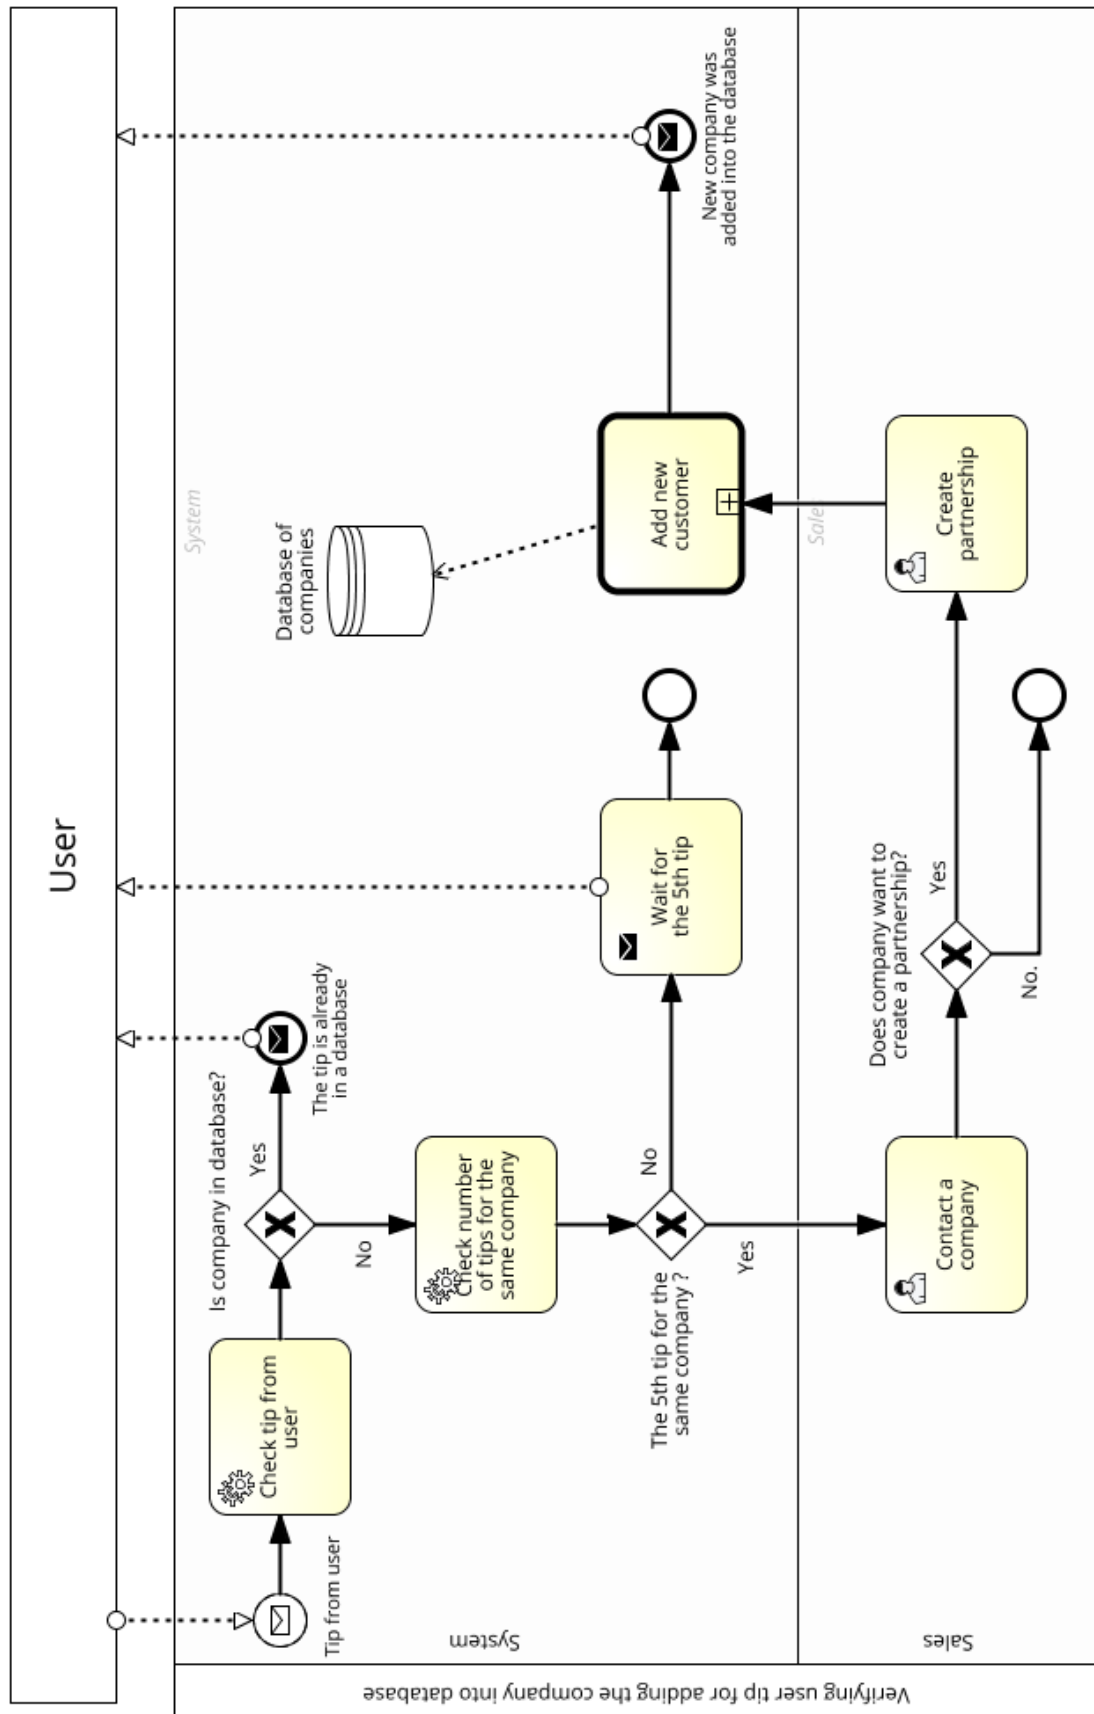 User
Verifying user tip for adding the company into database
System
Sales
System
Sales
Tip from user
Check tip from
user
Is company in database?
Yes
The tip is already
in a database
No
Check number
of tips for the
same company
The 5th tip for the
same company ?
No
Wait for
the 5th tip
Yes
Contact a
company
Does company want to
create a partnership?
Yes
No.
Create
partnership
Add new
customer
Database of
companies
New company was
added into the database